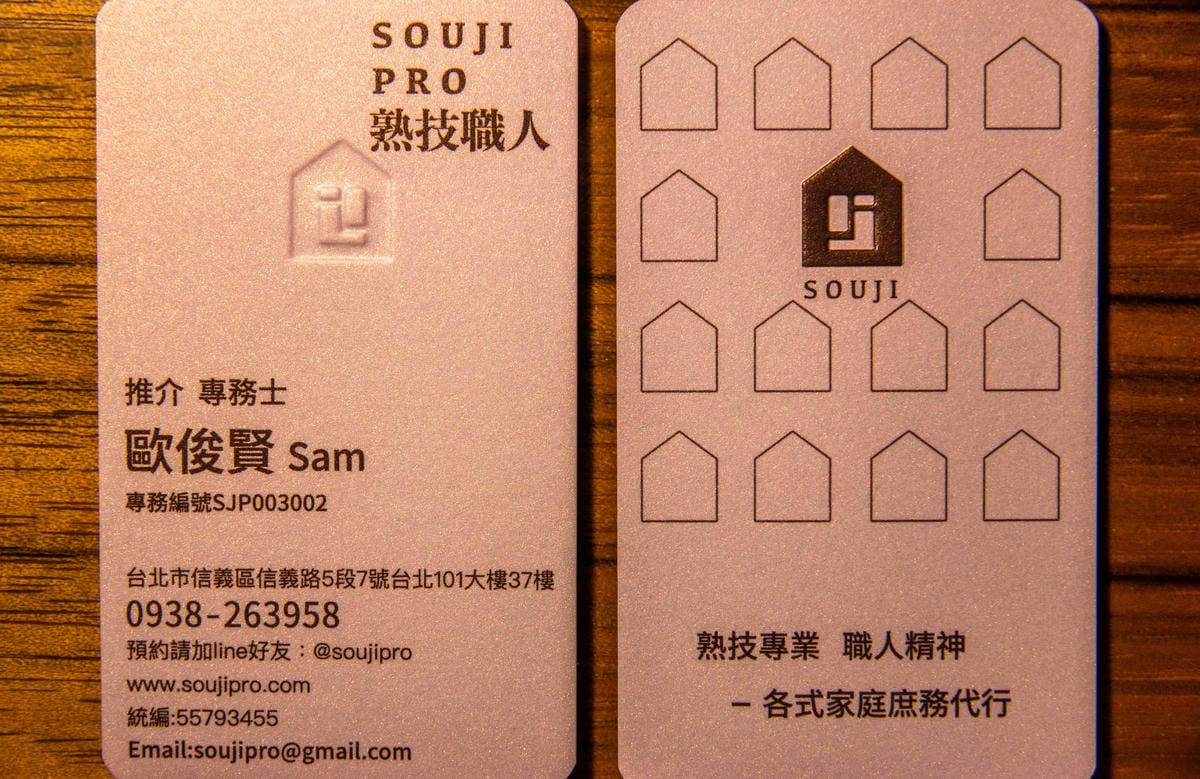 SOUJI
PRO
熟技職人
推介 專務士
歐俊賢 Sam
專務編號SJP003002
台北市信義區信義路5段7號台北101大樓37樓
0938-263958
預約請加line好友：@soujipro
www.soujipro.com
統編:55793455
Email:soujipro@gmail.com
SOUJI
熟技專業 職人精神
– 各式家庭庶務代行